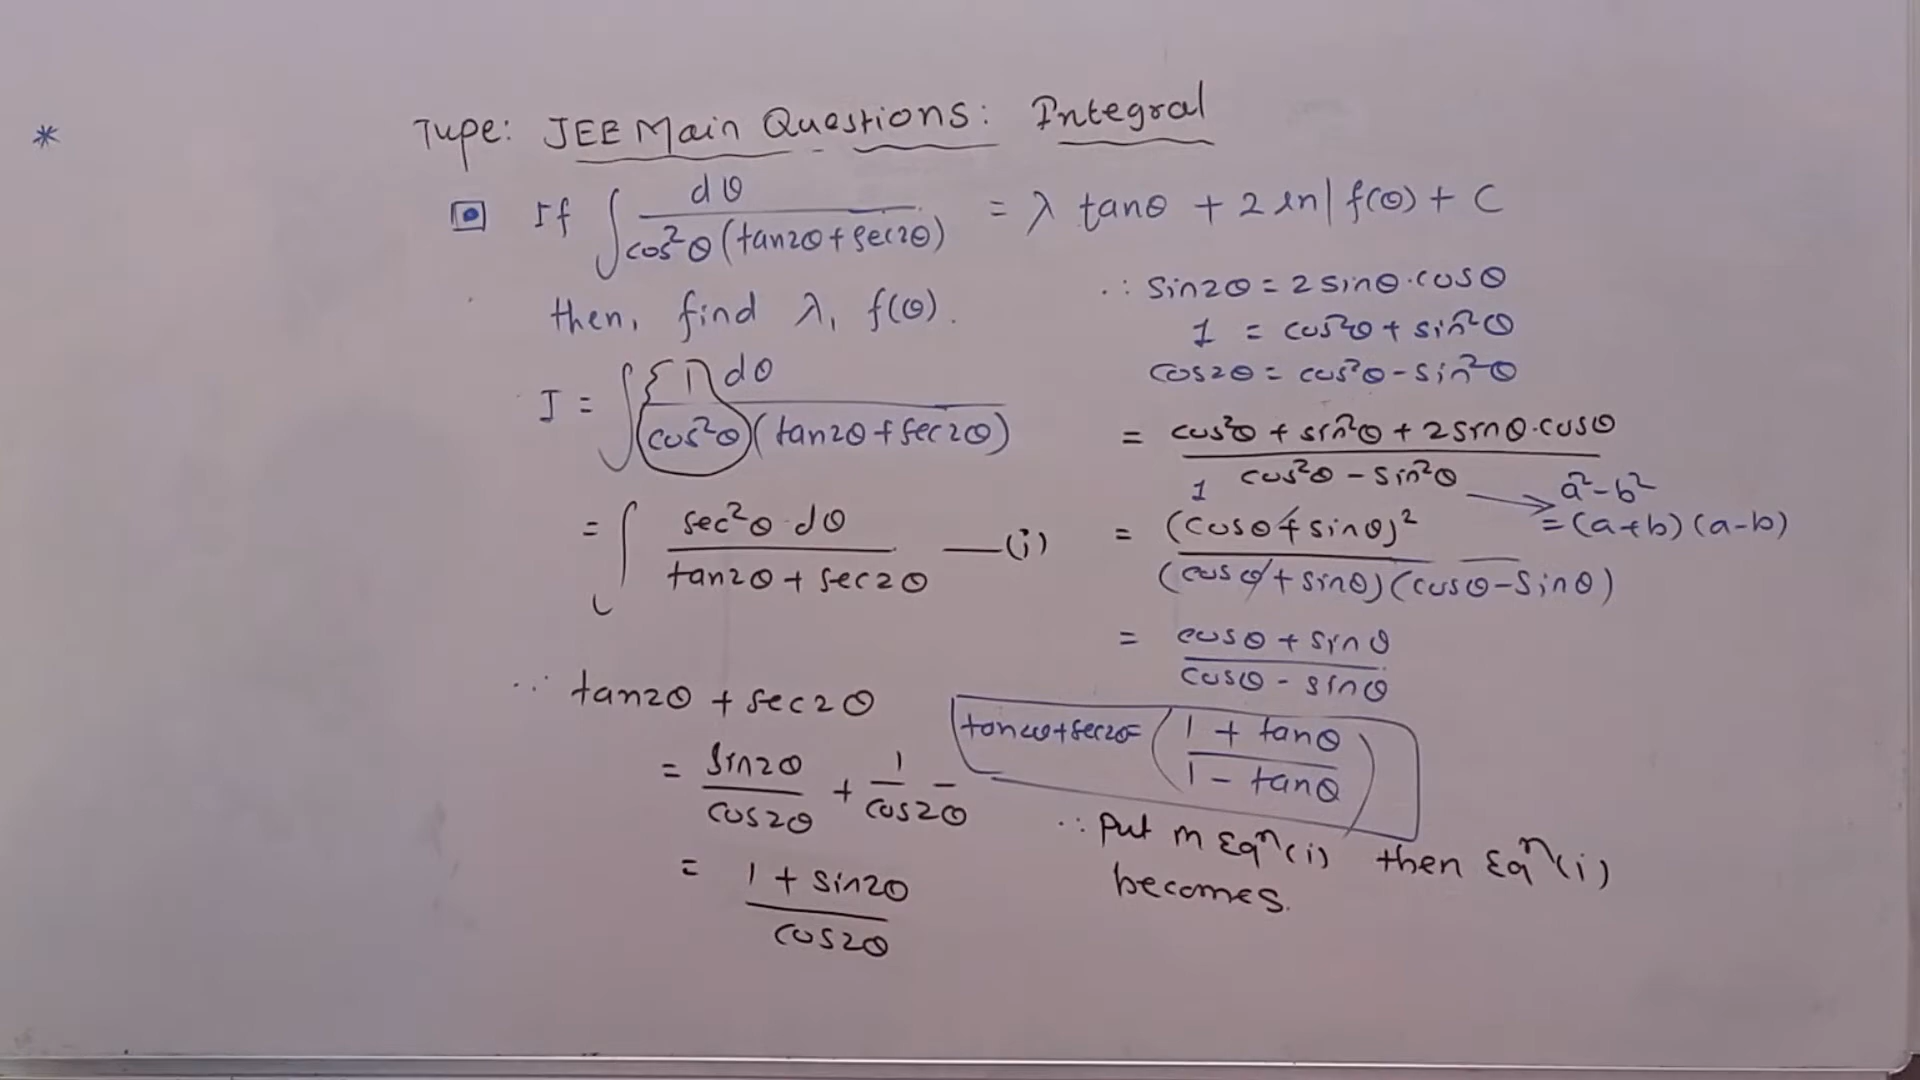 *
Type: JEE Main Questions: Integral
If ∫ dθ / cos²θ (tan2θ + sec2θ) = λ tanθ + 2 ln| f(θ) + C
then, find λ, f(θ).
I = ∫ 1 dθ / cos²θ (tan2θ + sec2θ)
= ∫ sec²θ · dθ / tan2θ + sec2θ —(i)
∵ tan2θ + sec2θ
= sin2θ / cos2θ + 1 / cos2θ
= 1 + sin2θ / cos2θ
∴ sin2θ = 2 sinθ · cosθ
1 = cos²θ + sin²θ
cos2θ = cos²θ - sin²θ
= cos²θ + sin²θ + 2 sinθ · cosθ / cos²θ - sin²θ
a² - b²
= (a+b) (a-b)
= (cosθ + sinθ)² / (cosθ + sinθ) (cosθ - sinθ)
1
= cosθ + sinθ / cosθ - sinθ
tan2θ + sec2θ = (1 + tanθ / 1 - tanθ)
∴ Put in Eqⁿ(i) then Eqⁿ(i)
becomes.